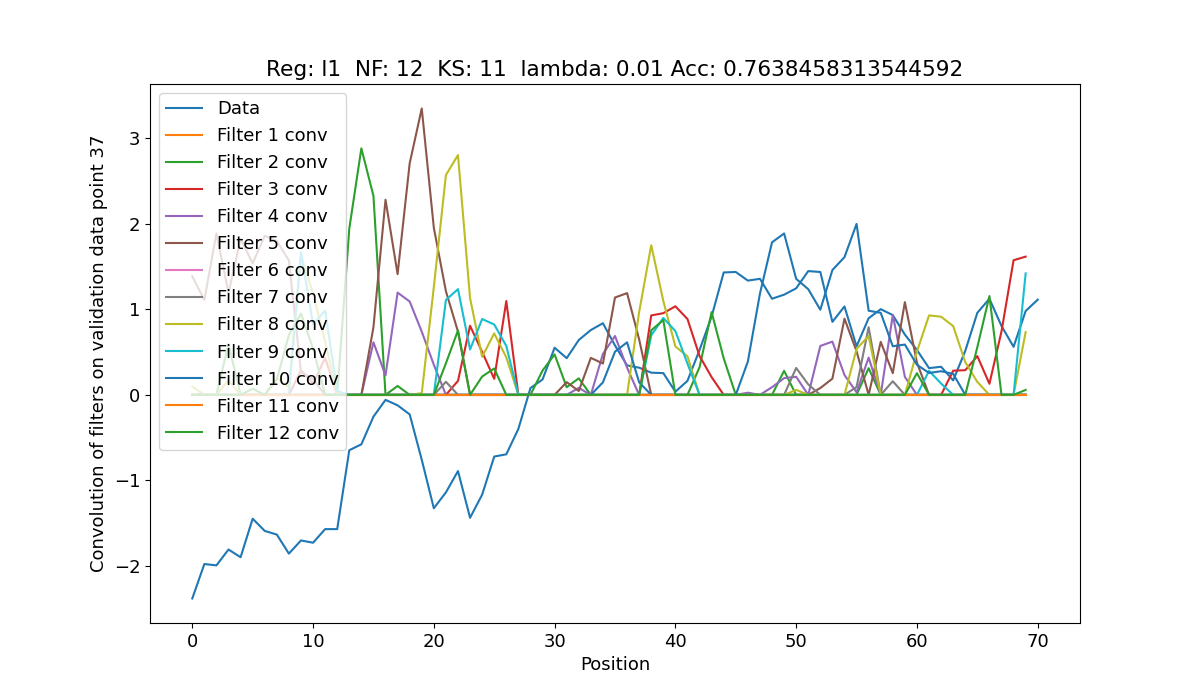 Reg: l1  NF: 12  KS: 11  lambda: 0.01 Acc: 0.7638458313544592
Convolution of filters on validation data point 37
3
2
1
0
−1
−2
Data
Filter 1 conv
Filter 2 conv
Filter 3 conv
Filter 4 conv
Filter 5 conv
Filter 6 conv
Filter 7 conv
Filter 8 conv
Filter 9 conv
Filter 10 conv
Filter 11 conv
Filter 12 conv
0 10 20 30 40 50 60 70
Position